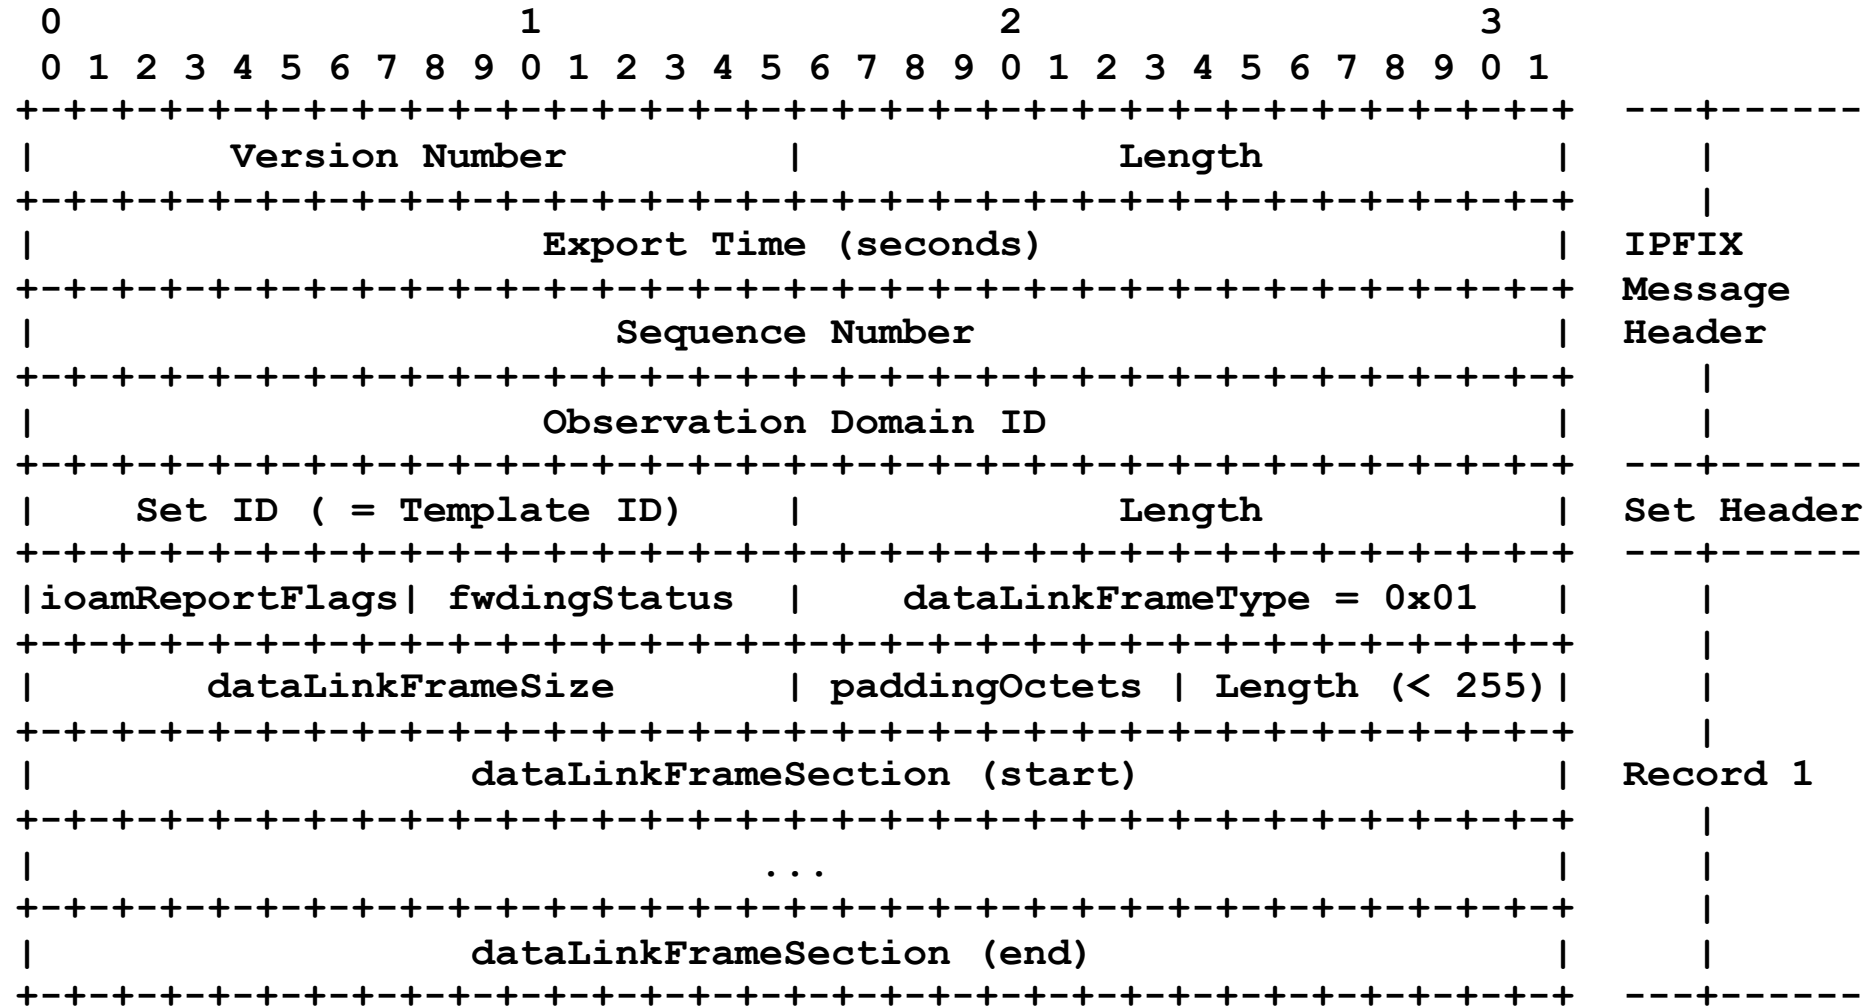 0                   1                   2                   3
 0 1 2 3 4 5 6 7 8 9 0 1 2 3 4 5 6 7 8 9 0 1 2 3 4 5 6 7 8 9 0 1
+-+-+-+-+-+-+-+-+-+-+-+-+-+-+-+-+-+-+-+-+-+-+-+-+-+-+-+-+-+-+-+-+  ---+------
|        Version Number         |             Length            |     |
+-+-+-+-+-+-+-+-+-+-+-+-+-+-+-+-+-+-+-+-+-+-+-+-+-+-+-+-+-+-+-+-+     |
|                     Export Time (seconds)                     |  IPFIX
+-+-+-+-+-+-+-+-+-+-+-+-+-+-+-+-+-+-+-+-+-+-+-+-+-+-+-+-+-+-+-+-+  Message
|                        Sequence Number                        |  Header
+-+-+-+-+-+-+-+-+-+-+-+-+-+-+-+-+-+-+-+-+-+-+-+-+-+-+-+-+-+-+-+-+     |
|                     Observation Domain ID                     |     |
+-+-+-+-+-+-+-+-+-+-+-+-+-+-+-+-+-+-+-+-+-+-+-+-+-+-+-+-+-+-+-+-+  ---+------
|    Set ID ( = Template ID)    |             Length            |  Set Header
+-+-+-+-+-+-+-+-+-+-+-+-+-+-+-+-+-+-+-+-+-+-+-+-+-+-+-+-+-+-+-+-+  ---+------
|ioamReportFlags| fwdingStatus  |    dataLinkFrameType = 0x01   |     |
+-+-+-+-+-+-+-+-+-+-+-+-+-+-+-+-+-+-+-+-+-+-+-+-+-+-+-+-+-+-+-+-+     |
|       dataLinkFrameSize       | paddingOctets | Length (< 255)|     |
+-+-+-+-+-+-+-+-+-+-+-+-+-+-+-+-+-+-+-+-+-+-+-+-+-+-+-+-+-+-+-+-+     |
|                  dataLinkFrameSection (start)                 |  Record 1
+-+-+-+-+-+-+-+-+-+-+-+-+-+-+-+-+-+-+-+-+-+-+-+-+-+-+-+-+-+-+-+-+     |
|                              ...                              |     |
+-+-+-+-+-+-+-+-+-+-+-+-+-+-+-+-+-+-+-+-+-+-+-+-+-+-+-+-+-+-+-+-+     |
|                  dataLinkFrameSection (end)                   |     |
+-+-+-+-+-+-+-+-+-+-+-+-+-+-+-+-+-+-+-+-+-+-+-+-+-+-+-+-+-+-+-+-+  ---+------